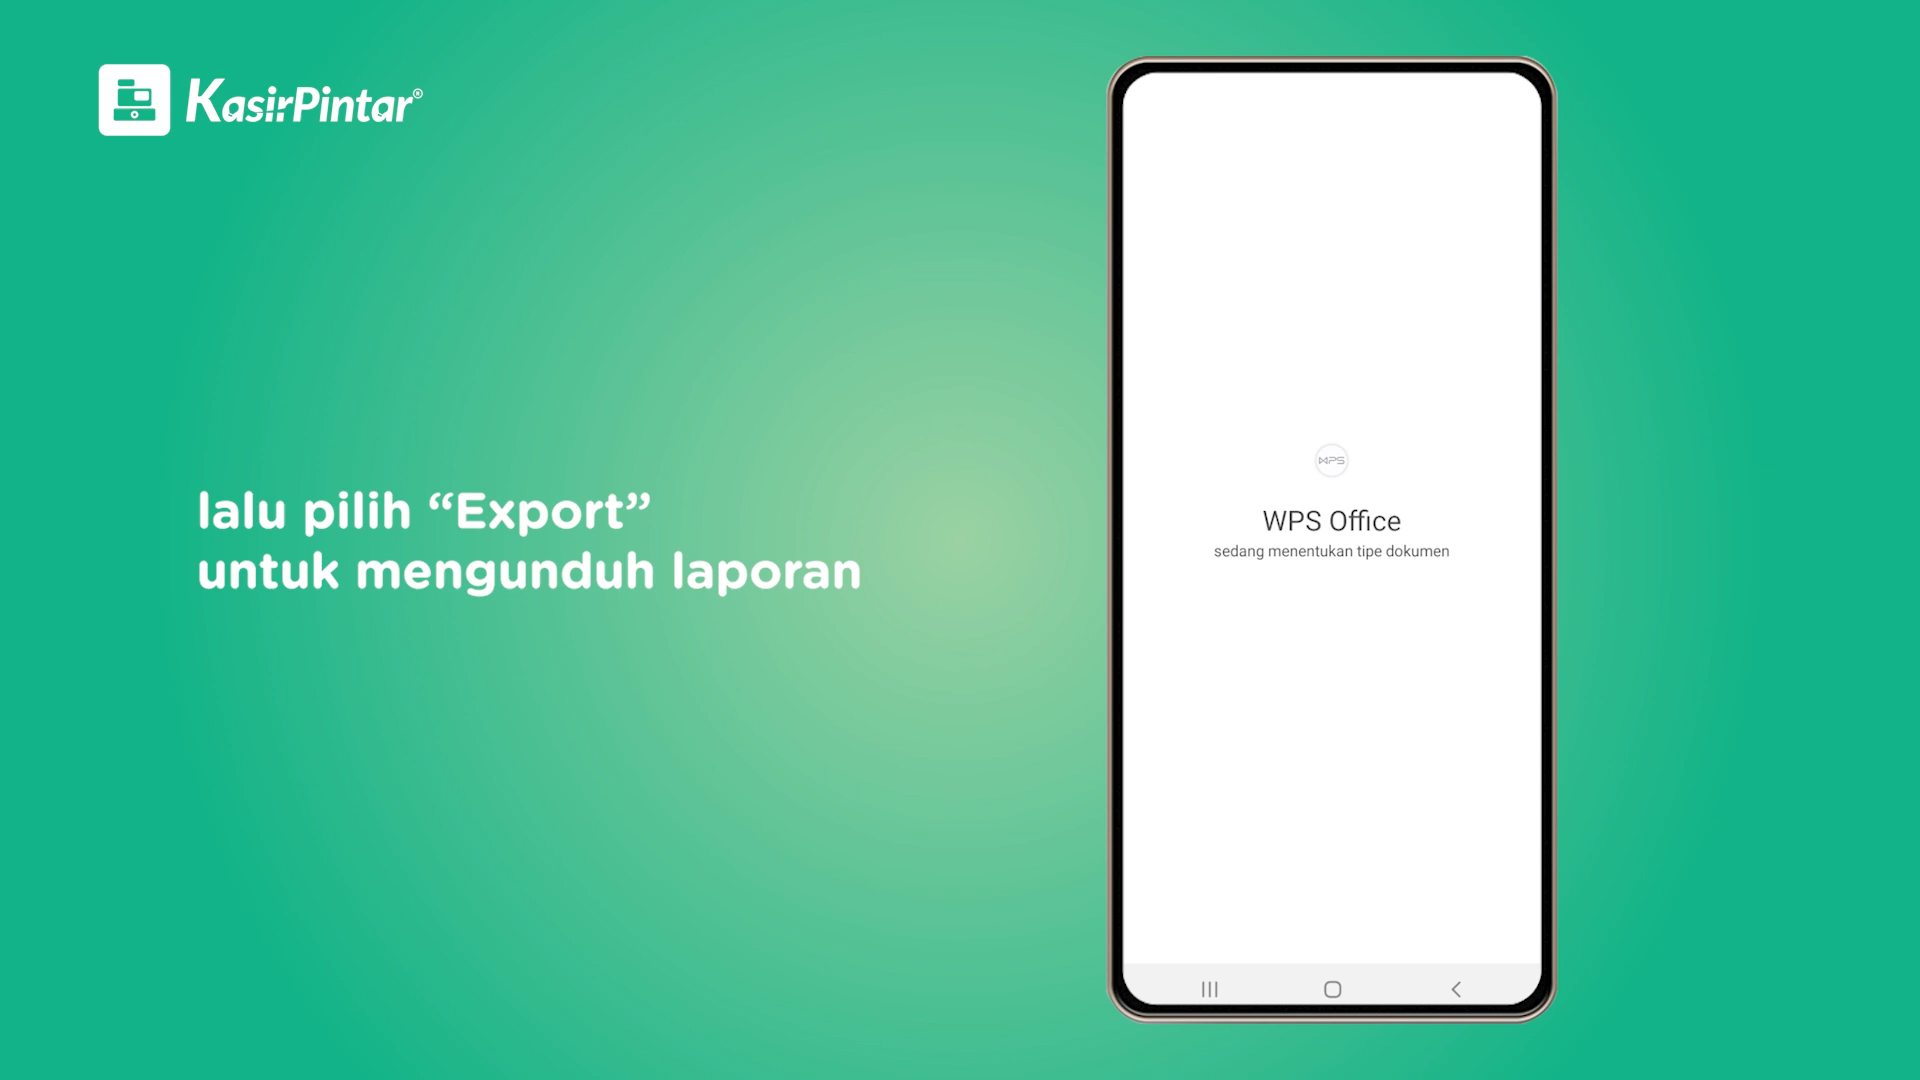 KasirPintar®
lalu pilih “Export”
untuk mengunduh laporan
WPS
WPS Office
sedang menentukan tipe dokumen